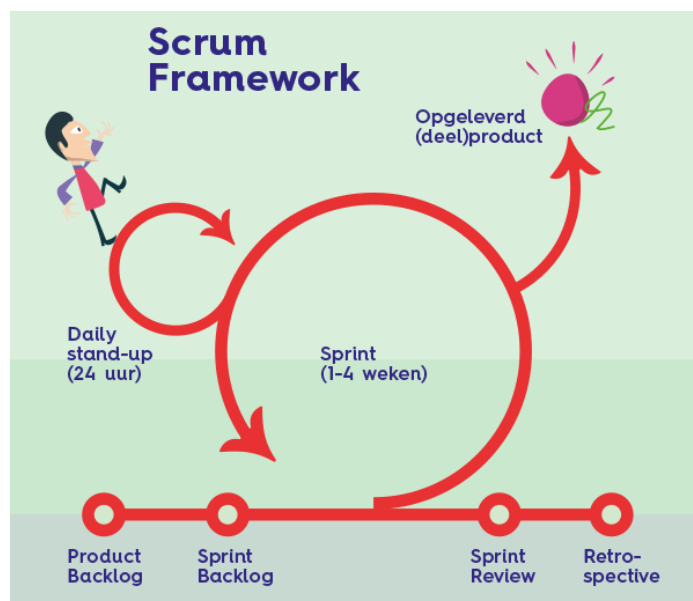 Scrum
Framework
Opgeleverd
(deel)product
Daily
stand-up
(24 uur)
Sprint
(1-4 weken)
Product
Backlog
Sprint
Backlog
Sprint
Review
Retro-
spective